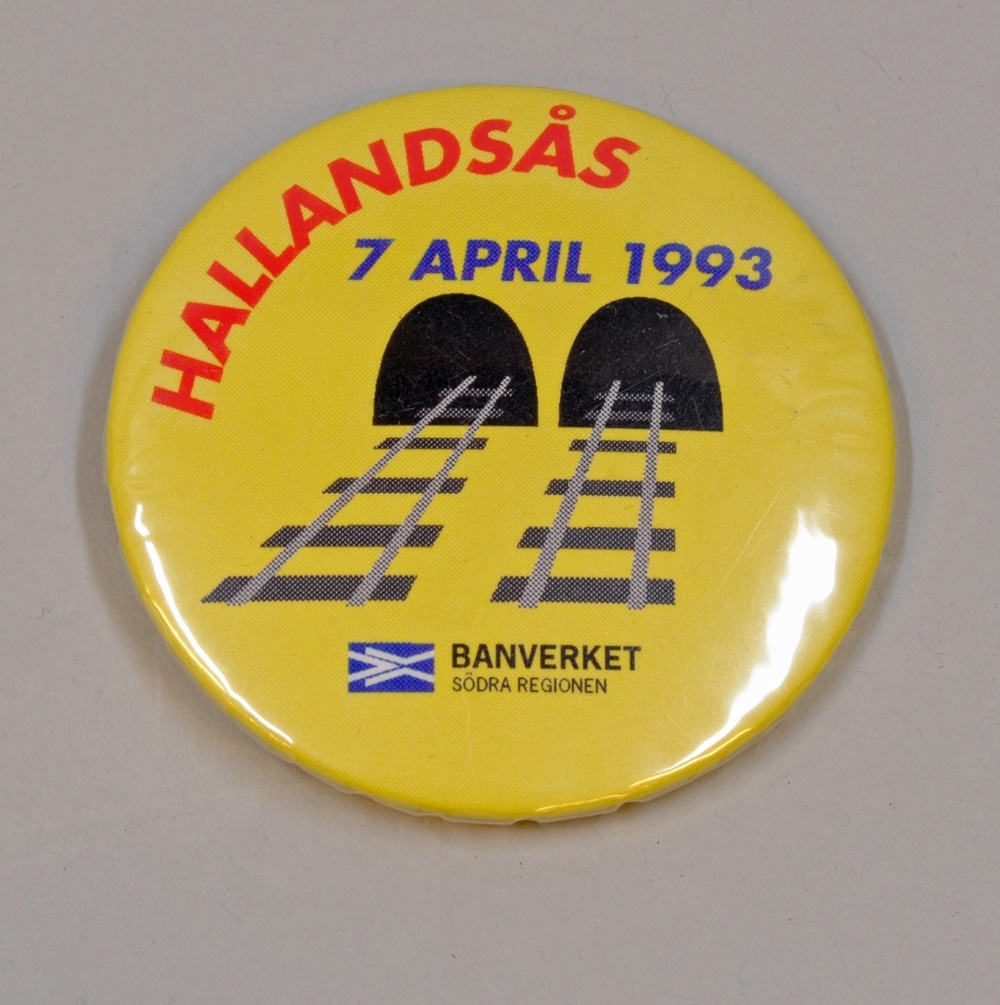 HALLANDSÅS
7 APRIL 1993
BANVERKET
SÖDRA REGIONEN